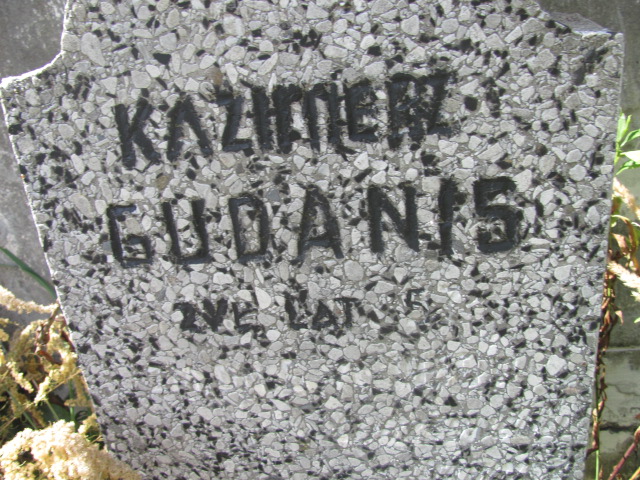 KAZIMIERZ
GUDANIS
ŻYŁ LAT 5